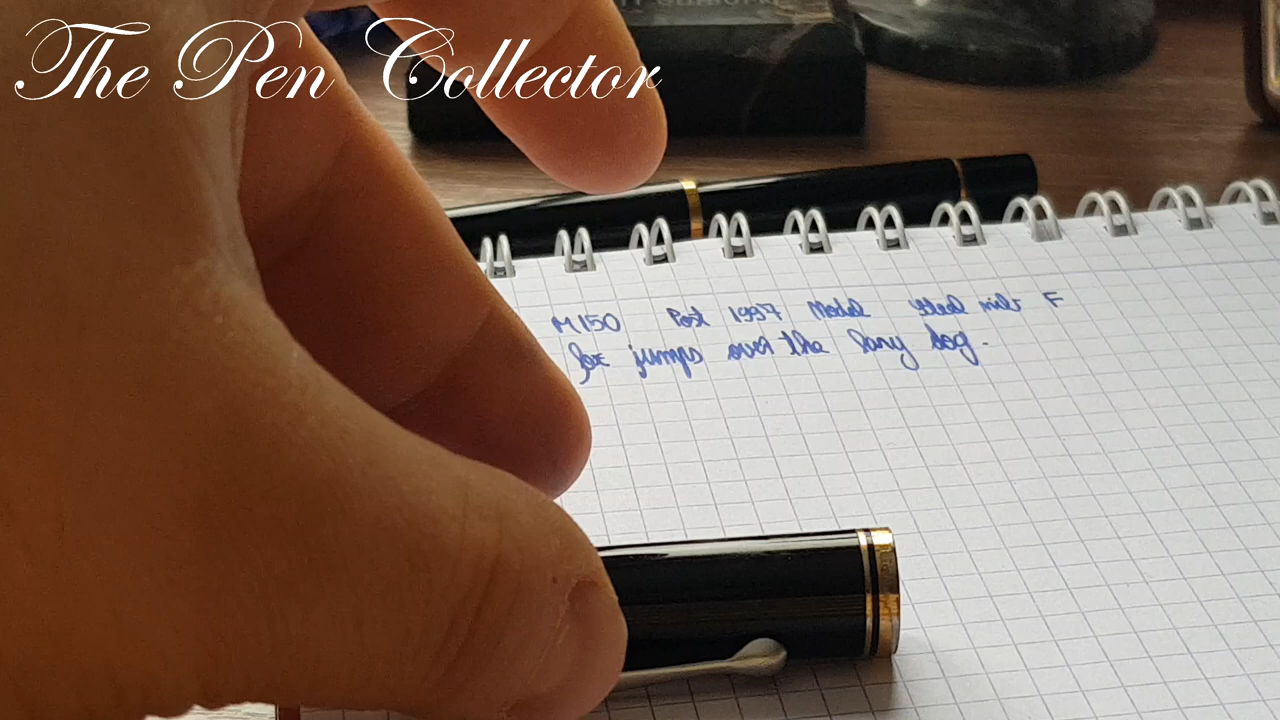 The Pen Collector
M150 Post 1997 Model steel nib F
fox jumps over the lazy dog.